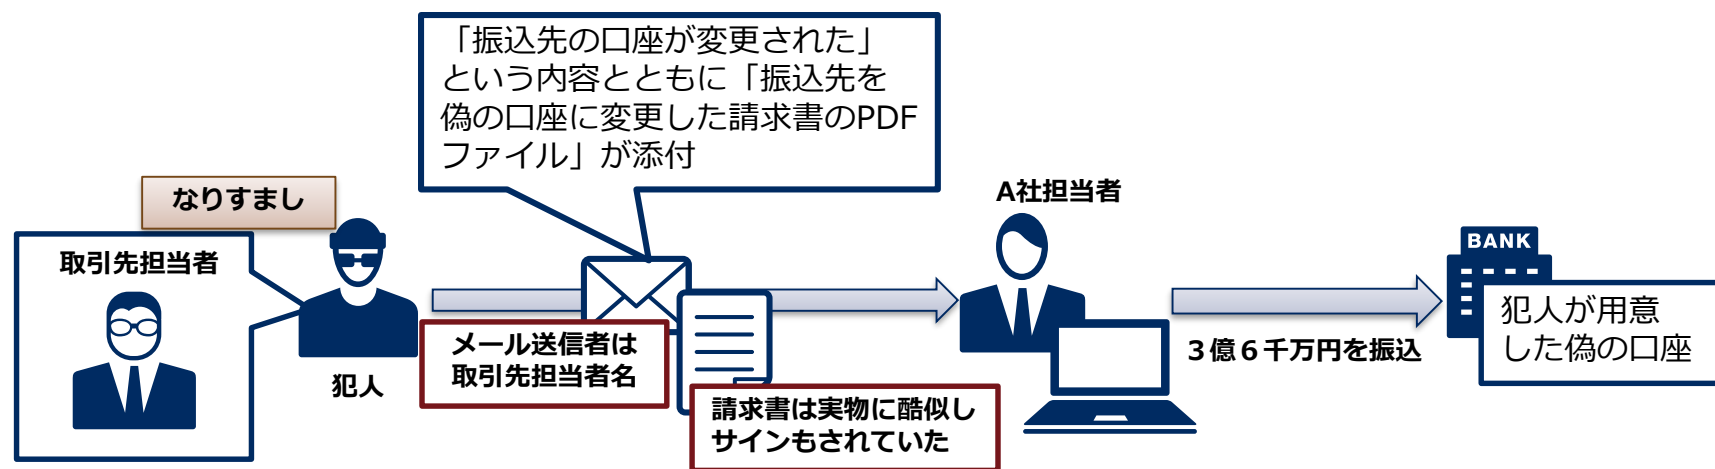 「振込先の口座が変更された」
という内容とともに「振込先を
偽の口座に変更した請求書のPDF
ファイル」が添付
なりすまし
取引先担当者
犯人
メール送信者は
取引先担当者名
請求書は実物に酷似し
サインもされていた
A社担当者
３億６千万円を振込
BANK
犯人が用意
した偽の口座